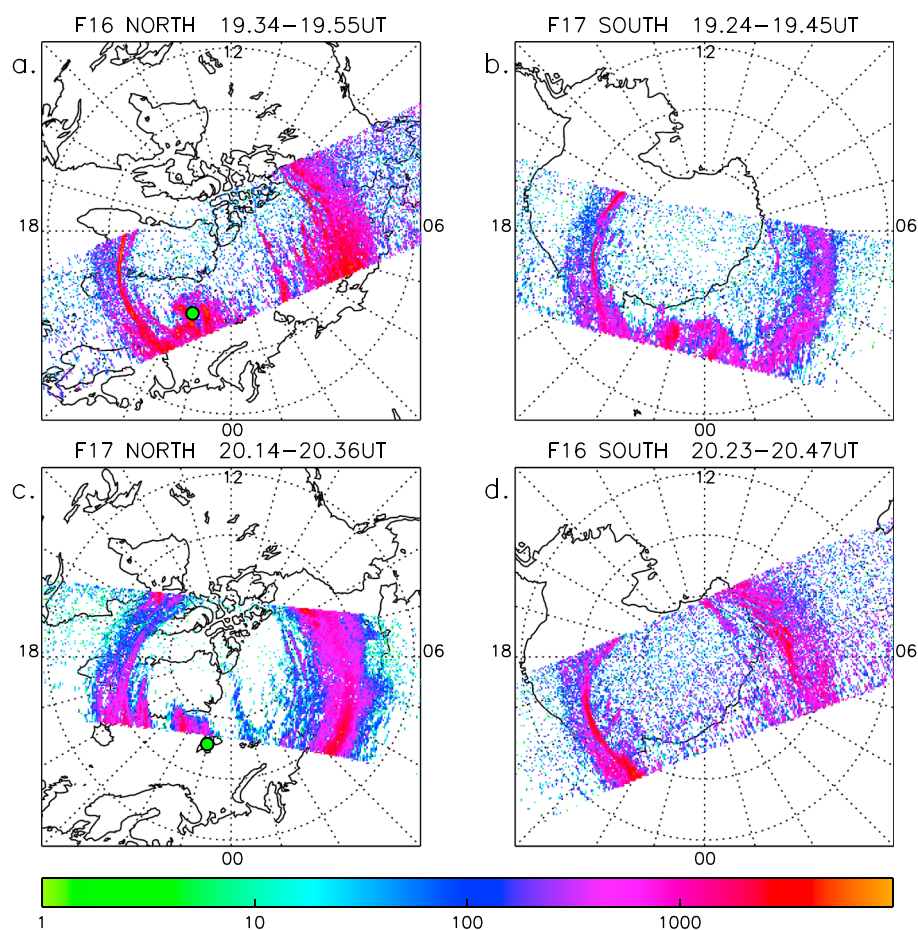 F16 NORTH 19.34−19.55UT
F17 SOUTH 19.24−19.45UT
a.
12
18
00
b.
12
06
00
F17 NORTH 20.14−20.36UT
F16 SOUTH 20.23−20.47UT
c.
12
18
06
00
d.
12
18
06
00
18
06
1 10 100 1000